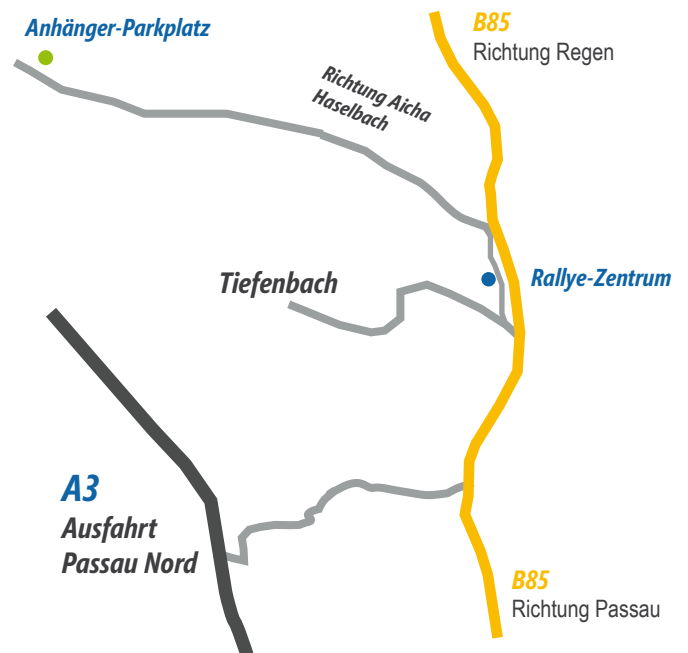 Anhänger-Parkplatz
B85
Richtung Regen
Richtung Aicha
Haselbach
Tiefenbach
Rallye-Zentrum
A3
Ausfahrt
Passau Nord
B85
Richtung Passau